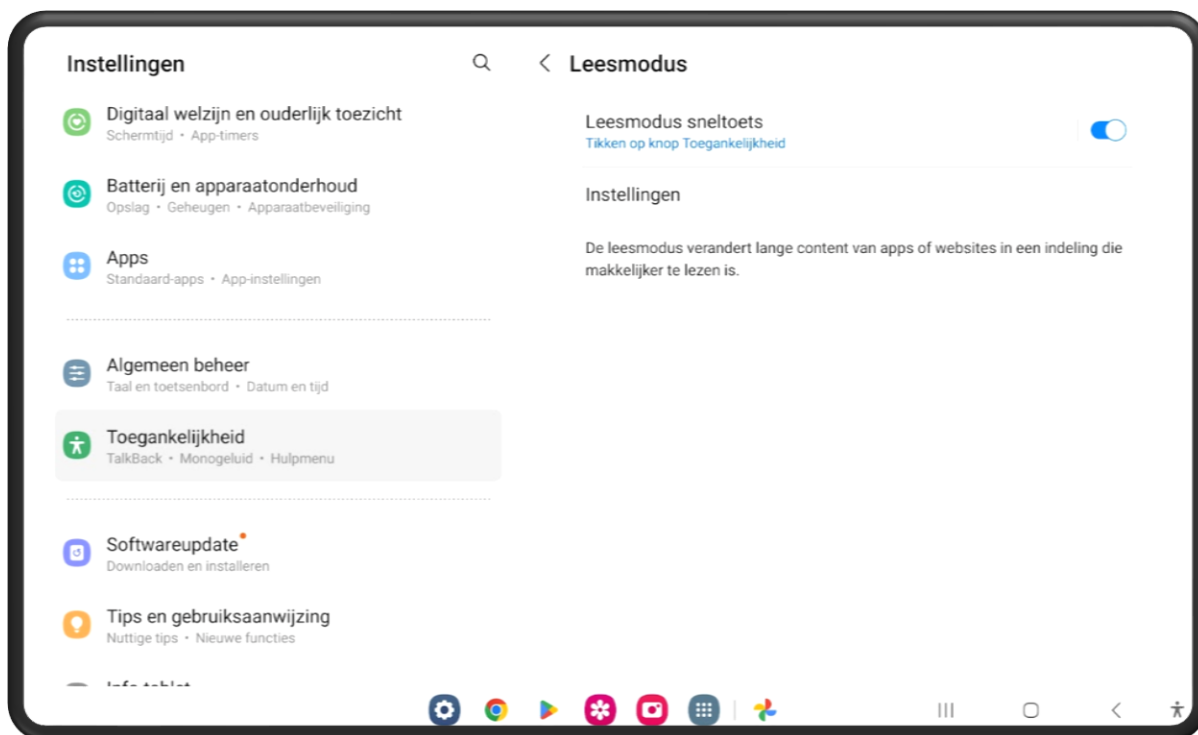 Instellingen
Digitaal welzijn en ouderlijk toezicht
Schermtijd • App-timers
Batterij en apparaatonderhoud
Opslag • Geheugen • Apparaatbeveiliging
Apps
Standaard-apps • App-instellingen
Algemeen beheer
Taal en toetsenbord • Datum en tijd
Toegankelijkheid
TalkBack • Monogeluid • Hulpmenu
Softwareupdate
Downloaden en installeren
Tips en gebruiksaanwijzing
Nuttige tips • Nieuwe functies
Info tablet
Leesmodus
Leesmodus sneltoets
Tikken op knop Toegankelijkheid
Instellingen
De leesmodus verandert lange content van apps of websites in een indeling die
makkelijker te lezen is.